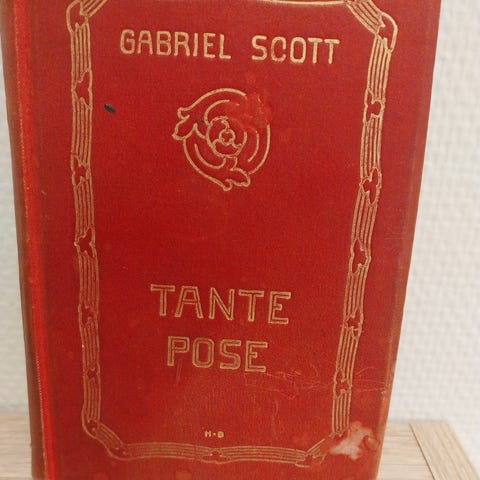 GABRIEL SCOTT
TANTE
POSE
H·B